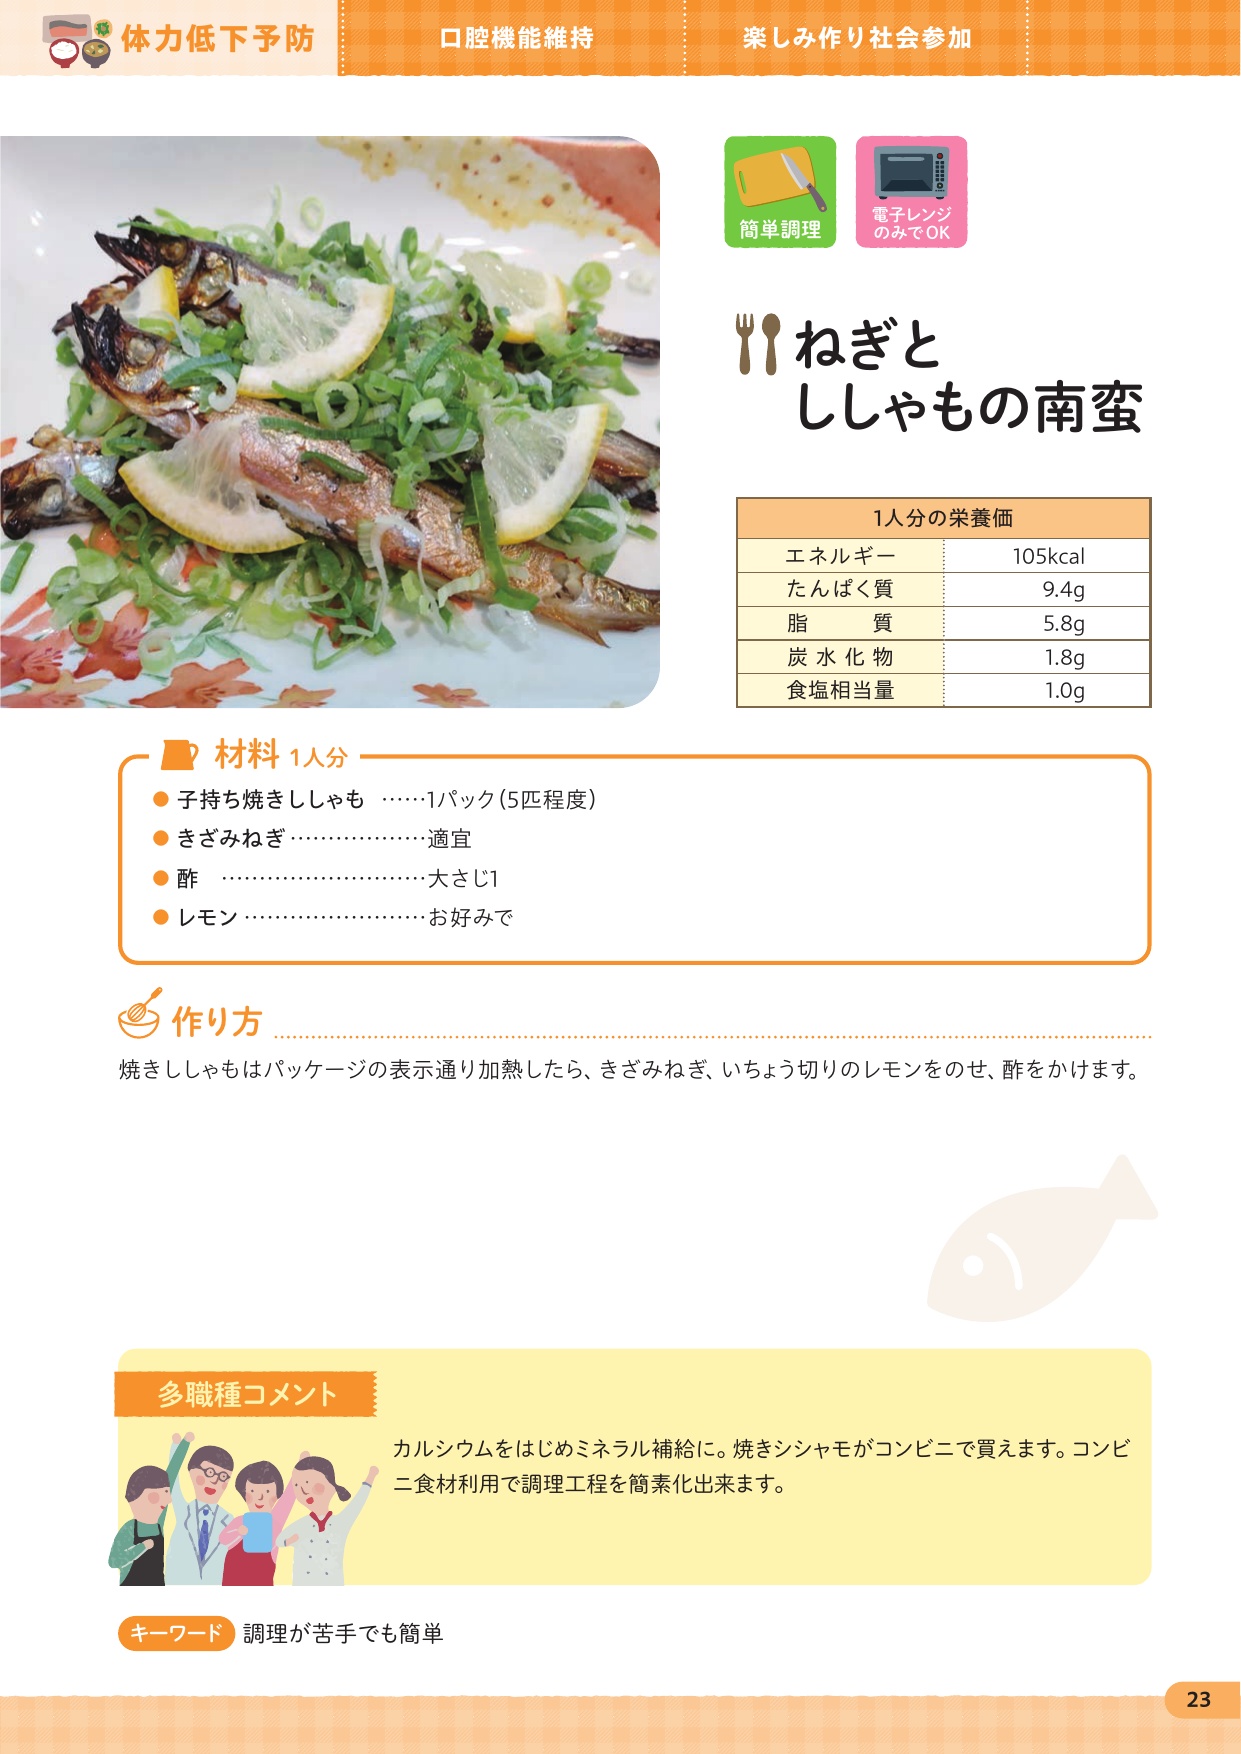 体力低下予防
口腔機能維持
楽しみ作り社会参加
簡単調理
電子レンジ
のみでOK
ねぎと
ししゃもの南蛮
1人分の栄養価
エネルギー 105kcal
たんぱく質 9.4g
脂　質 5.8g
炭水化物 1.8g
食塩相当量 1.0g
材料 1人分
● 子持ち焼きししゃも ……1パック(5匹程度)
● きざみねぎ ………………適宜
● 酢 ………………………大さじ1
● レモン ……………………お好みで
作り方
焼きししゃもはパッケージの表示通り加熱したら、きざみねぎ、いちょう切りのレモンをのせ、酢をかけます。
多職種コメント
カルシウムをはじめミネラル補給に。焼きシシャモがコンビニで買えます。コンビ
ニ食材利用で調理工程を簡素化出来ます。
キーワード 調理が苦手でも簡単
23